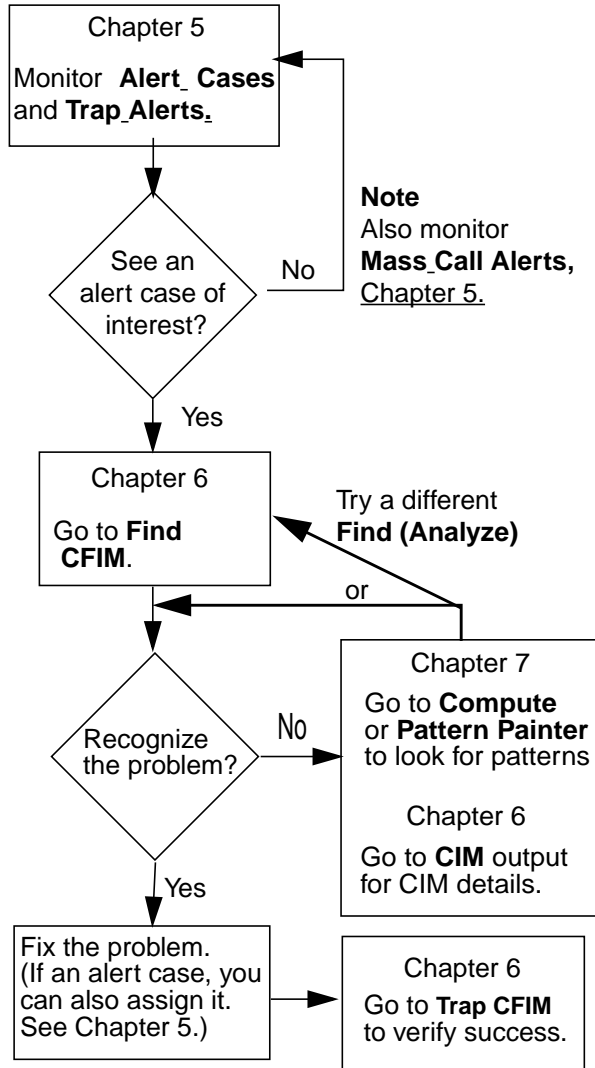 Chapter 5
Monitor Alert_ Cases
and Trap_Alerts.
Note
Also monitor
Mass_Call Alerts,
Chapter 5.
See an
alert case of
interest?
No
Yes
Chapter 6
Go to Find
CFIM.
Try a different
Find (Analyze)
or
Recognize
the problem?
No
Chapter 7
Go to Compute
or Pattern Painter
to look for patterns
Chapter 6
Go to CIM output
for CIM details.
Yes
Fix the problem.
(If an alert case, you
can also assign it.
See Chapter 5.)
Chapter 6
Go to Trap CFIM
to verify success.